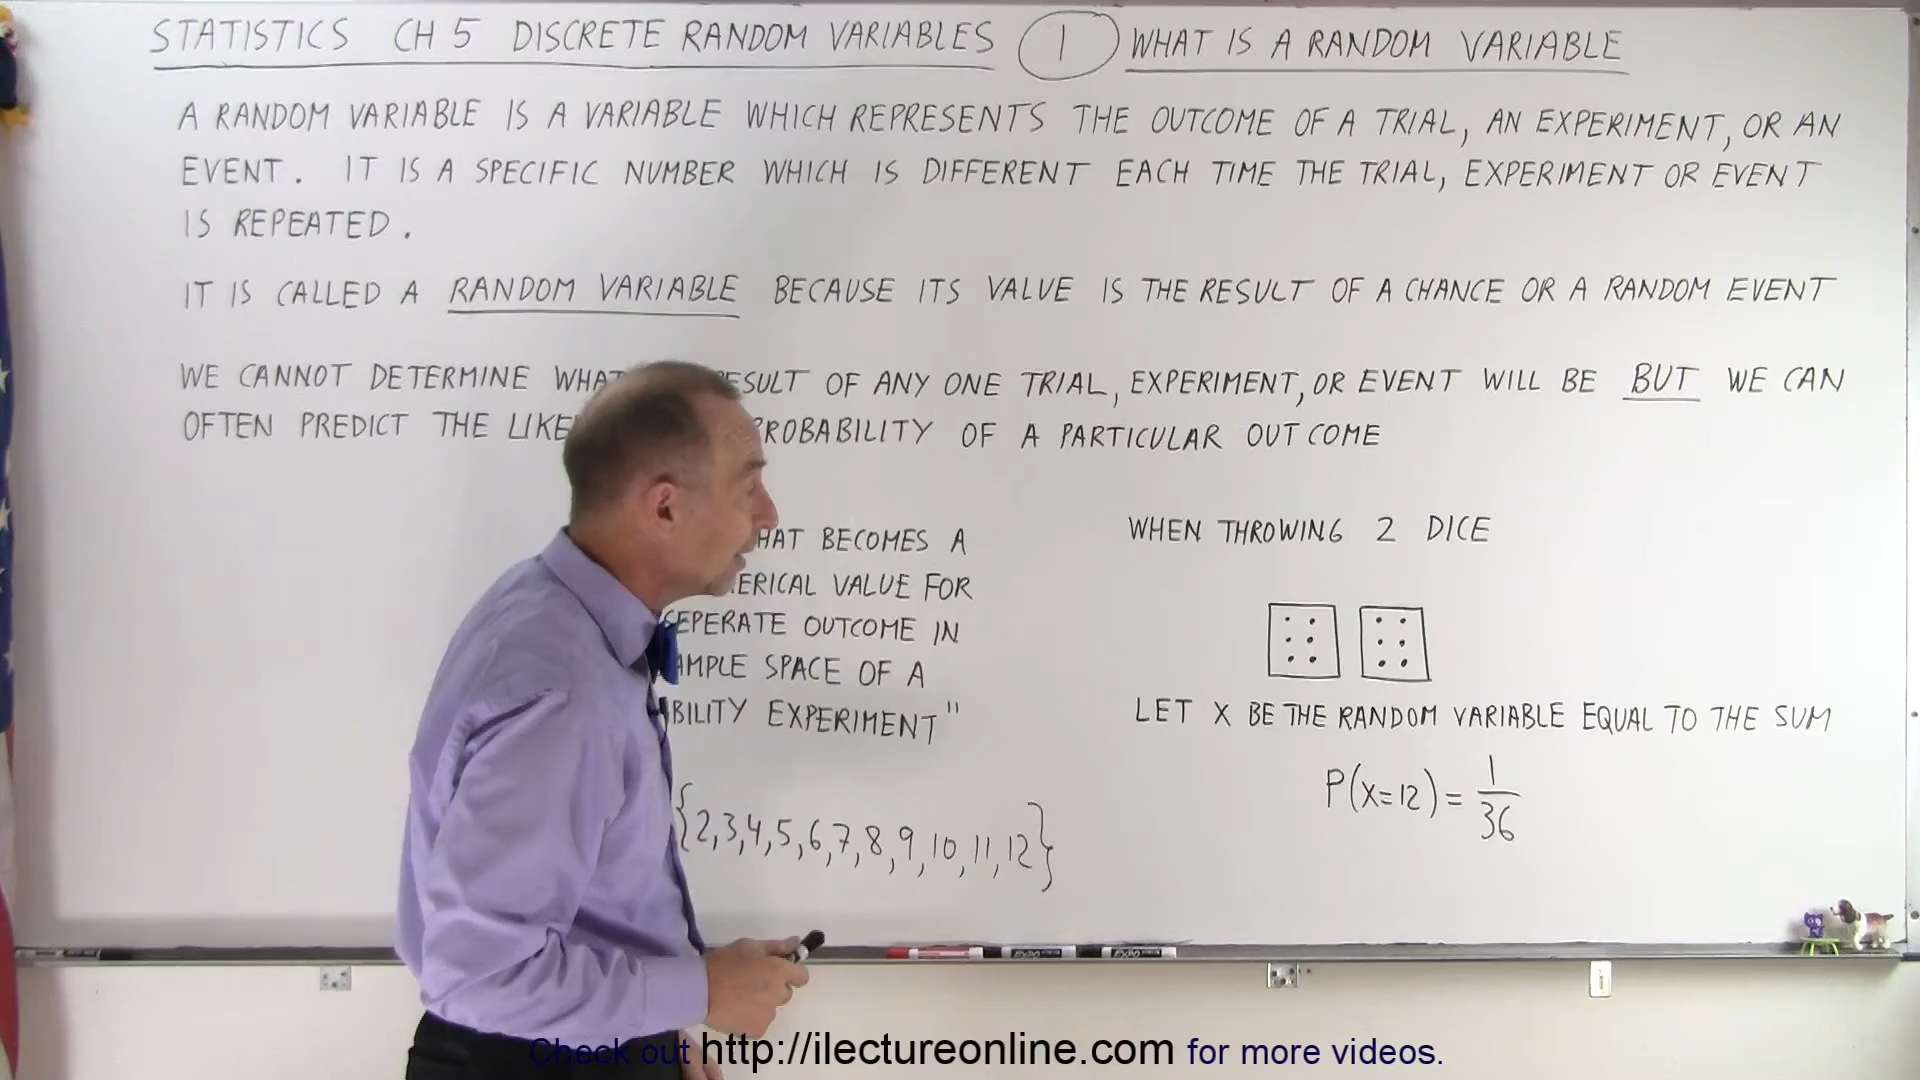 STATISTICS CH 5 DISCRETE RANDOM VARIABLES 1 WHAT IS A RANDOM VARIABLE
A RANDOM VARIABLE IS A VARIABLE WHICH REPRESENTS THE OUTCOME OF A TRIAL, AN EXPERIMENT, OR AN
EVENT. IT IS A SPECIFIC NUMBER WHICH IS DIFFERENT EACH TIME THE TRIAL, EXPERIMENT OR EVENT
IS REPEATED.
IT IS CALLED A RANDOM VARIABLE BECAUSE ITS VALUE IS THE RESULT OF A CHANCE OR A RANDOM EVENT
WE CANNOT DETERMINE WHAT ESULT OF ANY ONE TRIAL, EXPERIMENT, OR EVENT WILL BE BUT WE CAN
OFTEN PREDICT THE LIKE PROBABILITY OF A PARTICULAR OUTCOME
HAT BECOMES A
ERICAL VALUE FOR
SEPERATE OUTCOME IN
AMPLE SPACE OF A
BILITY EXPERIMENT"
{2,3,4,5,6,7,8,9,10,11,12}
WHEN THROWING 2 DICE
LET X BE THE RANDOM VARIABLE EQUAL TO THE SUM
P(X=12) = 1/36
Check out http://ilectureonline.com for more videos.